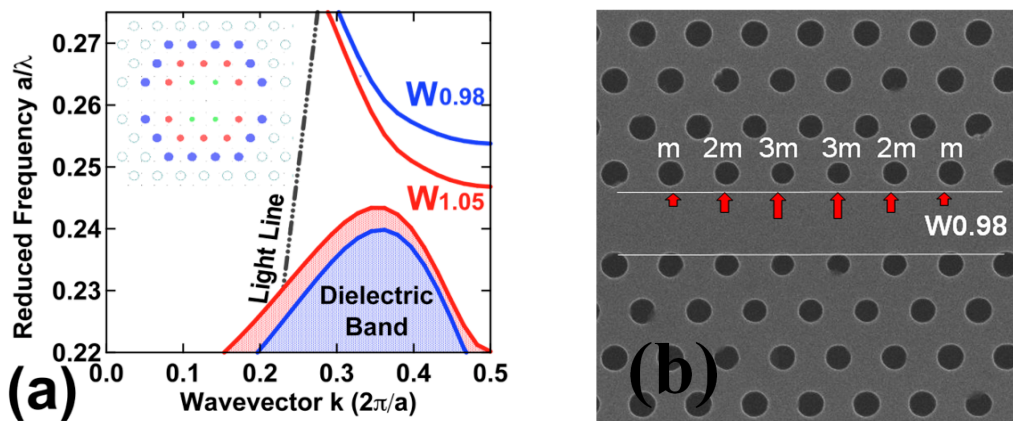 0.27
0.26
0.25
0.24
0.23
0.22
Reduced Frequency a/λ
W0.98
W1.05
Light Line
Dielectric
Band
0.0 0.1 0.2 0.3 0.4 0.5
Wavevector k (2π/a)
(a)
m 2m 3m 3m 2m m
W0.98
(b)